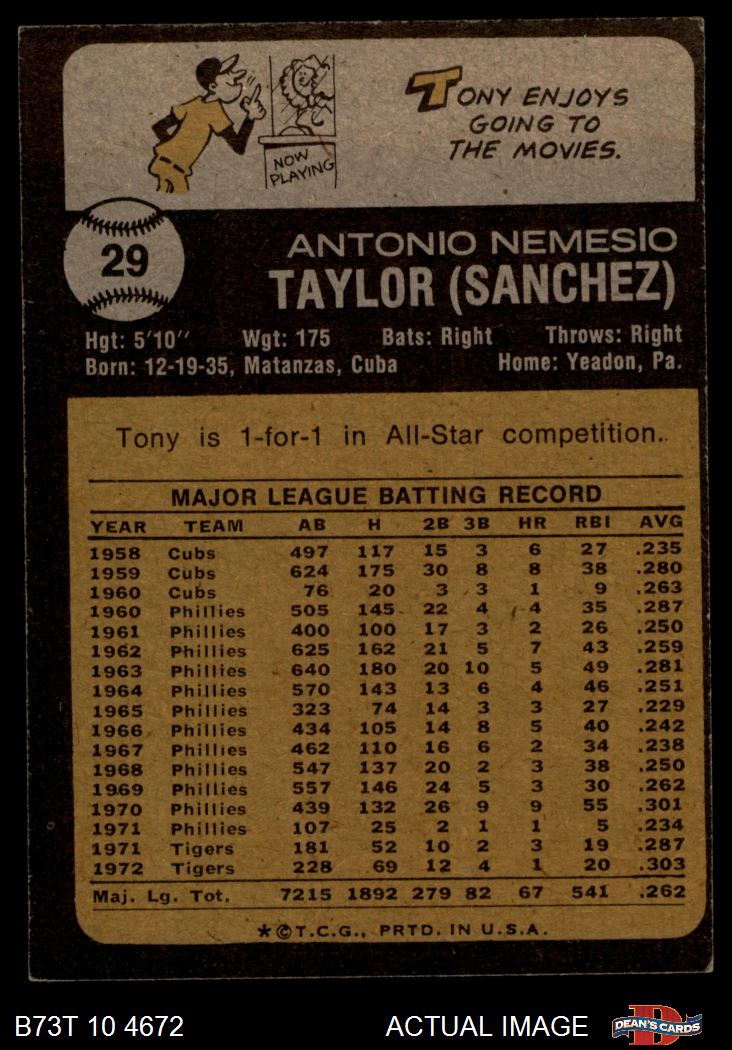 TONY ENJOYS
GOING TO
THE MOVIES.
NOW
PLAYING
29
ANTONIO NEMESIO
TAYLOR (SANCHEZ)
Hgt: 5'10" Wgt: 175 Bats: Right Throws: Right
Born: 12-19-35, Matanzas, Cuba Home: Yeadon, Pa.
Tony is 1-for-1 in All-Star competition.
MAJOR LEAGUE BATTING RECORD
YEAR TEAM AB H 2B 3B HR RBI AVG
1958 Cubs 497 117 15 3 6 27 .235
1959 Cubs 624 175 30 8 8 38 .280
1960 Cubs 76 20 3 3 1 9 .263
1960 Phillies 505 145 22 4 4 35 .287
1961 Phillies 400 100 17 3 2 26 .250
1962 Phillies 625 162 21 5 7 43 .259
1963 Phillies 640 180 20 10 5 49 .281
1964 Phillies 570 143 13 6 4 46 .251
1965 Phillies 323 74 14 3 3 27 .229
1966 Phillies 434 105 14 8 5 40 .242
1967 Phillies 462 110 16 6 2 34 .238
1968 Phillies 547 137 20 2 3 38 .250
1969 Phillies 557 146 24 5 3 30 .262
1970 Phillies 439 132 26 9 9 55 .301
1971 Phillies 107 25 2 1 1 5 .234
1971 Tigers 181 52 10 2 3 19 .287
1972 Tigers 228 69 12 4 1 20 .303
Maj. Lg. Tot. 7215 1892 279 82 67 541 .262
*©T.C.G., PRTD. IN U.S.A.
B73T 10 4672 ACTUAL IMAGE
D
DEAN'S CARDS